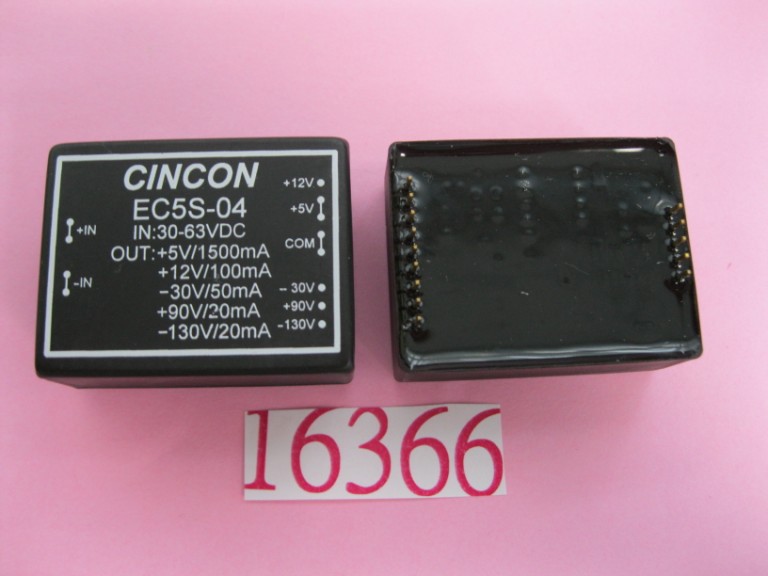 CINCON
EC5S-04
IN:30-63VDC
OUT:+5V/1500mA
+12V/100mA
−30V/50mA
+90V/20mA
−130V/20mA
+IN
-IN
+12V
+5V
COM
− 30V
+90V
-130V
16366